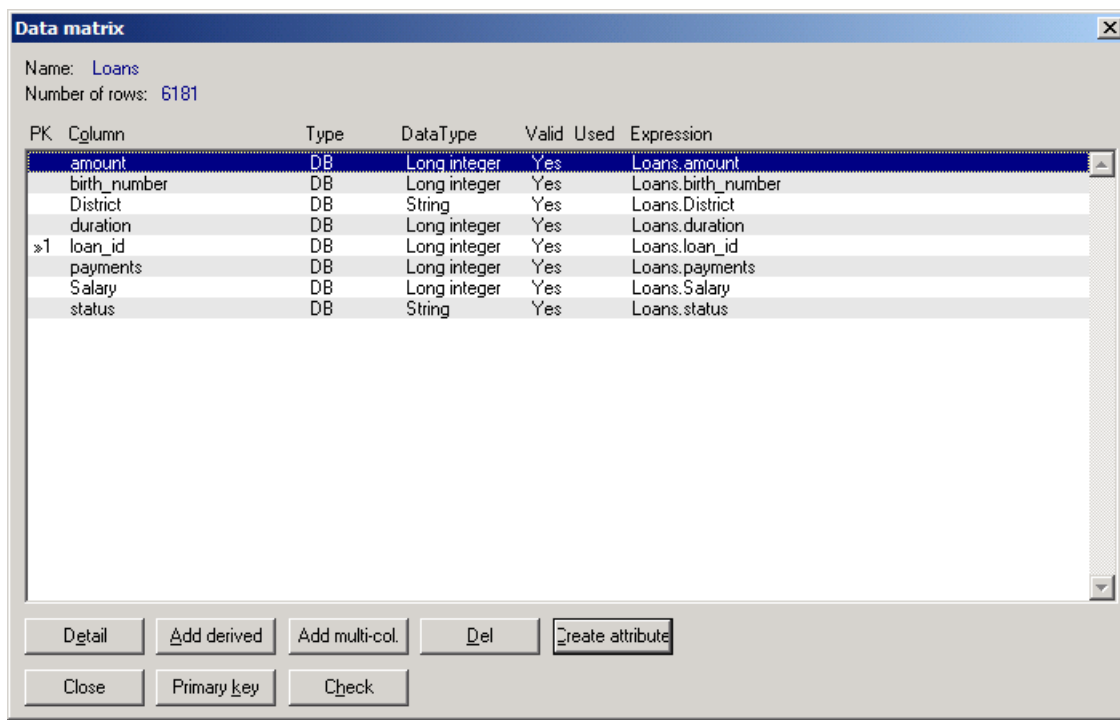 Data matrix
Name: Loans
Number of rows: 6181
PK Column Type DataType Valid Used Expression
amount DB Long integer Yes Loans.amount
birth_number DB Long integer Yes Loans.birth_number
District DB String Yes Loans.District
duration DB Long integer Yes Loans.duration
»1 loan_id DB Long integer Yes Loans.loan_id
payments DB Long integer Yes Loans.payments
Salary DB Long integer Yes Loans.Salary
status DB String Yes Loans.status
Detail Add derived Add multi-col. Del Create attribute
Close Primary key Check